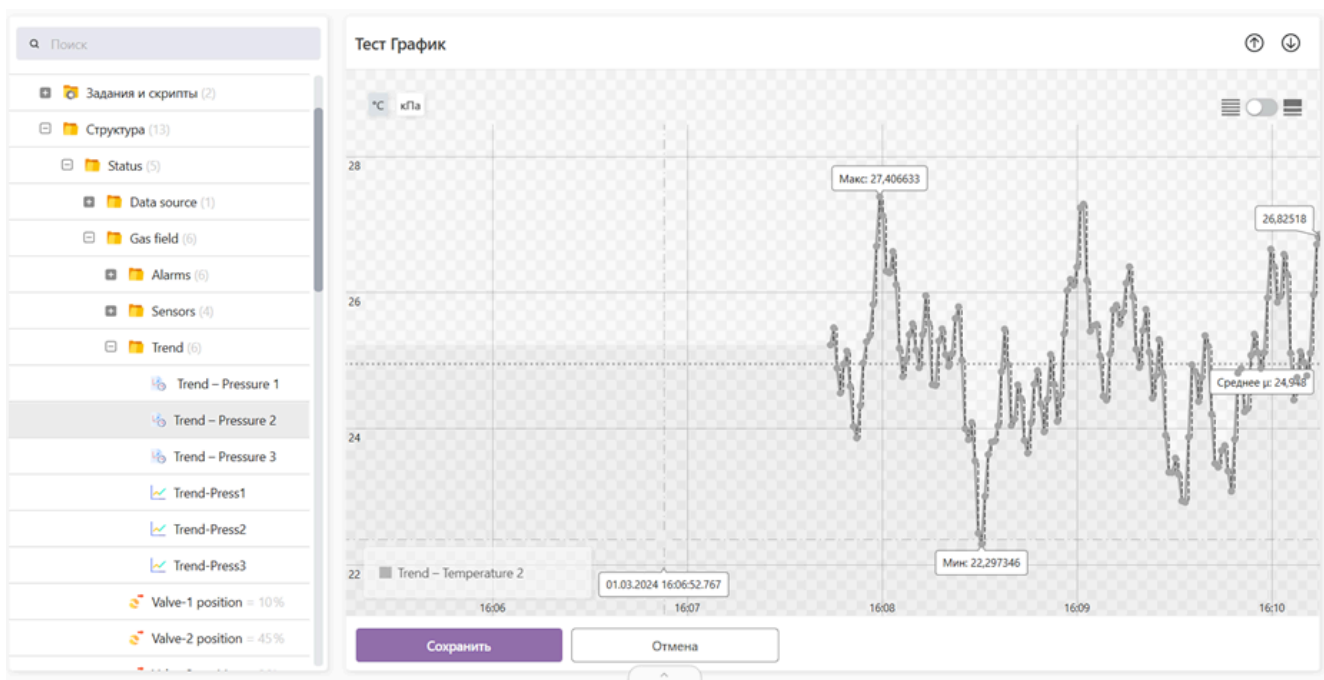 Поиск
Задания и скрипты (2)
Структура (13)
Status (5)
Data source (1)
Gas field (6)
Alarms (6)
Sensors (4)
Trend (6)
Trend – Pressure 1
Trend – Pressure 2
Trend – Pressure 3
Trend-Press1
Trend-Press2
Trend-Press3
Valve-1 position = 10%
Valve-2 position = 45%
Тест График
°C кПа
28
Макс: 27,406633
26,82518
26
Среднее μ: 24,948
24
Мин: 22,297346
22
Trend – Temperature 2
01.03.2024 16:06:52.767
16:06 16:07 16:08 16:09 16:10
Сохранить Отмена